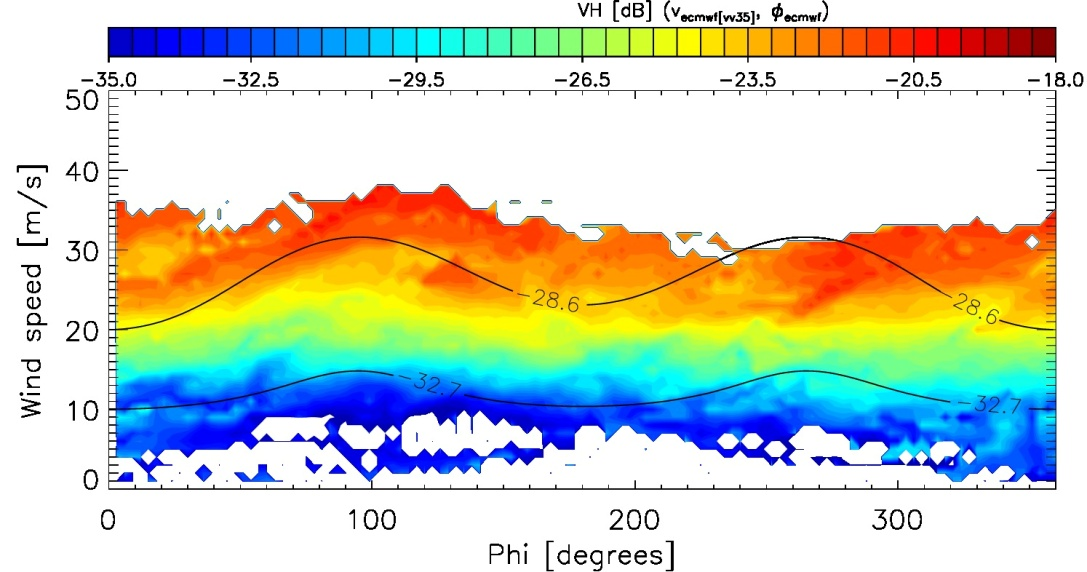 VH [dB] (v_ecmwf[vv35], ϕ_ecmwf)
−35.0 −32.5 −29.5 −26.5 −23.5 −20.5 −18.0
50
40
30
20
10
0
Wind speed [m/s]
−28.6
28.6
−32.7
−32.7
0 100 200 300
Phi [degrees]